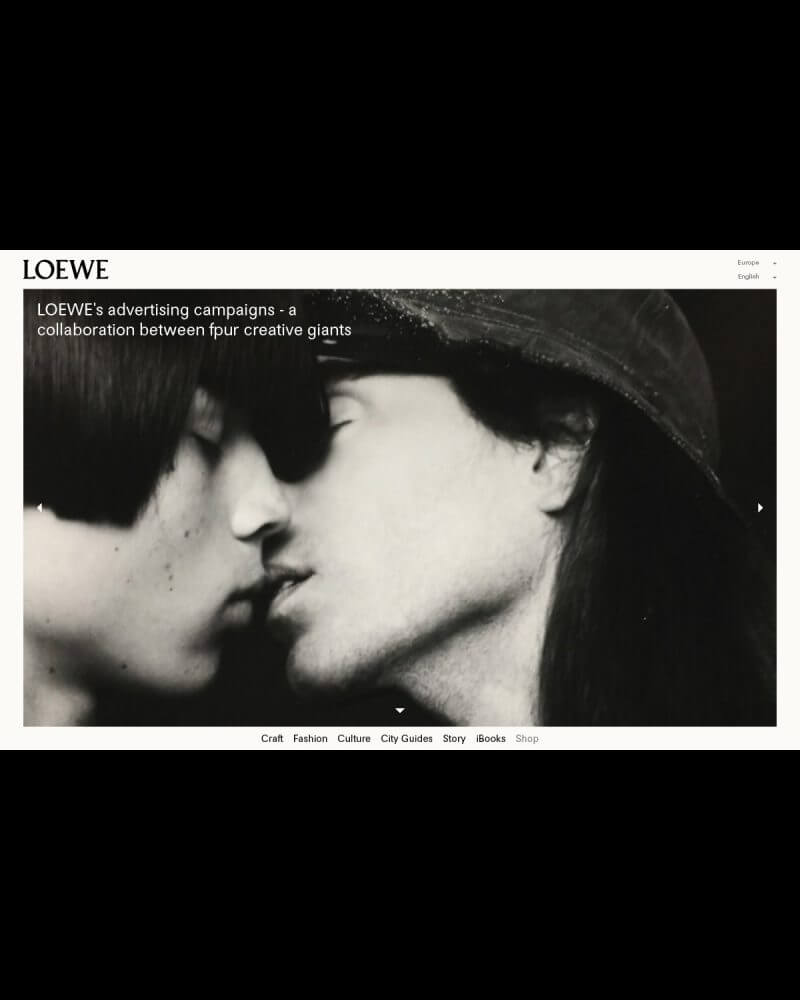 LOEWE
Europe
English
LOEWE's advertising campaigns - a
collaboration between fpur creative giants
Craft Fashion Culture City Guides Story iBooks Shop